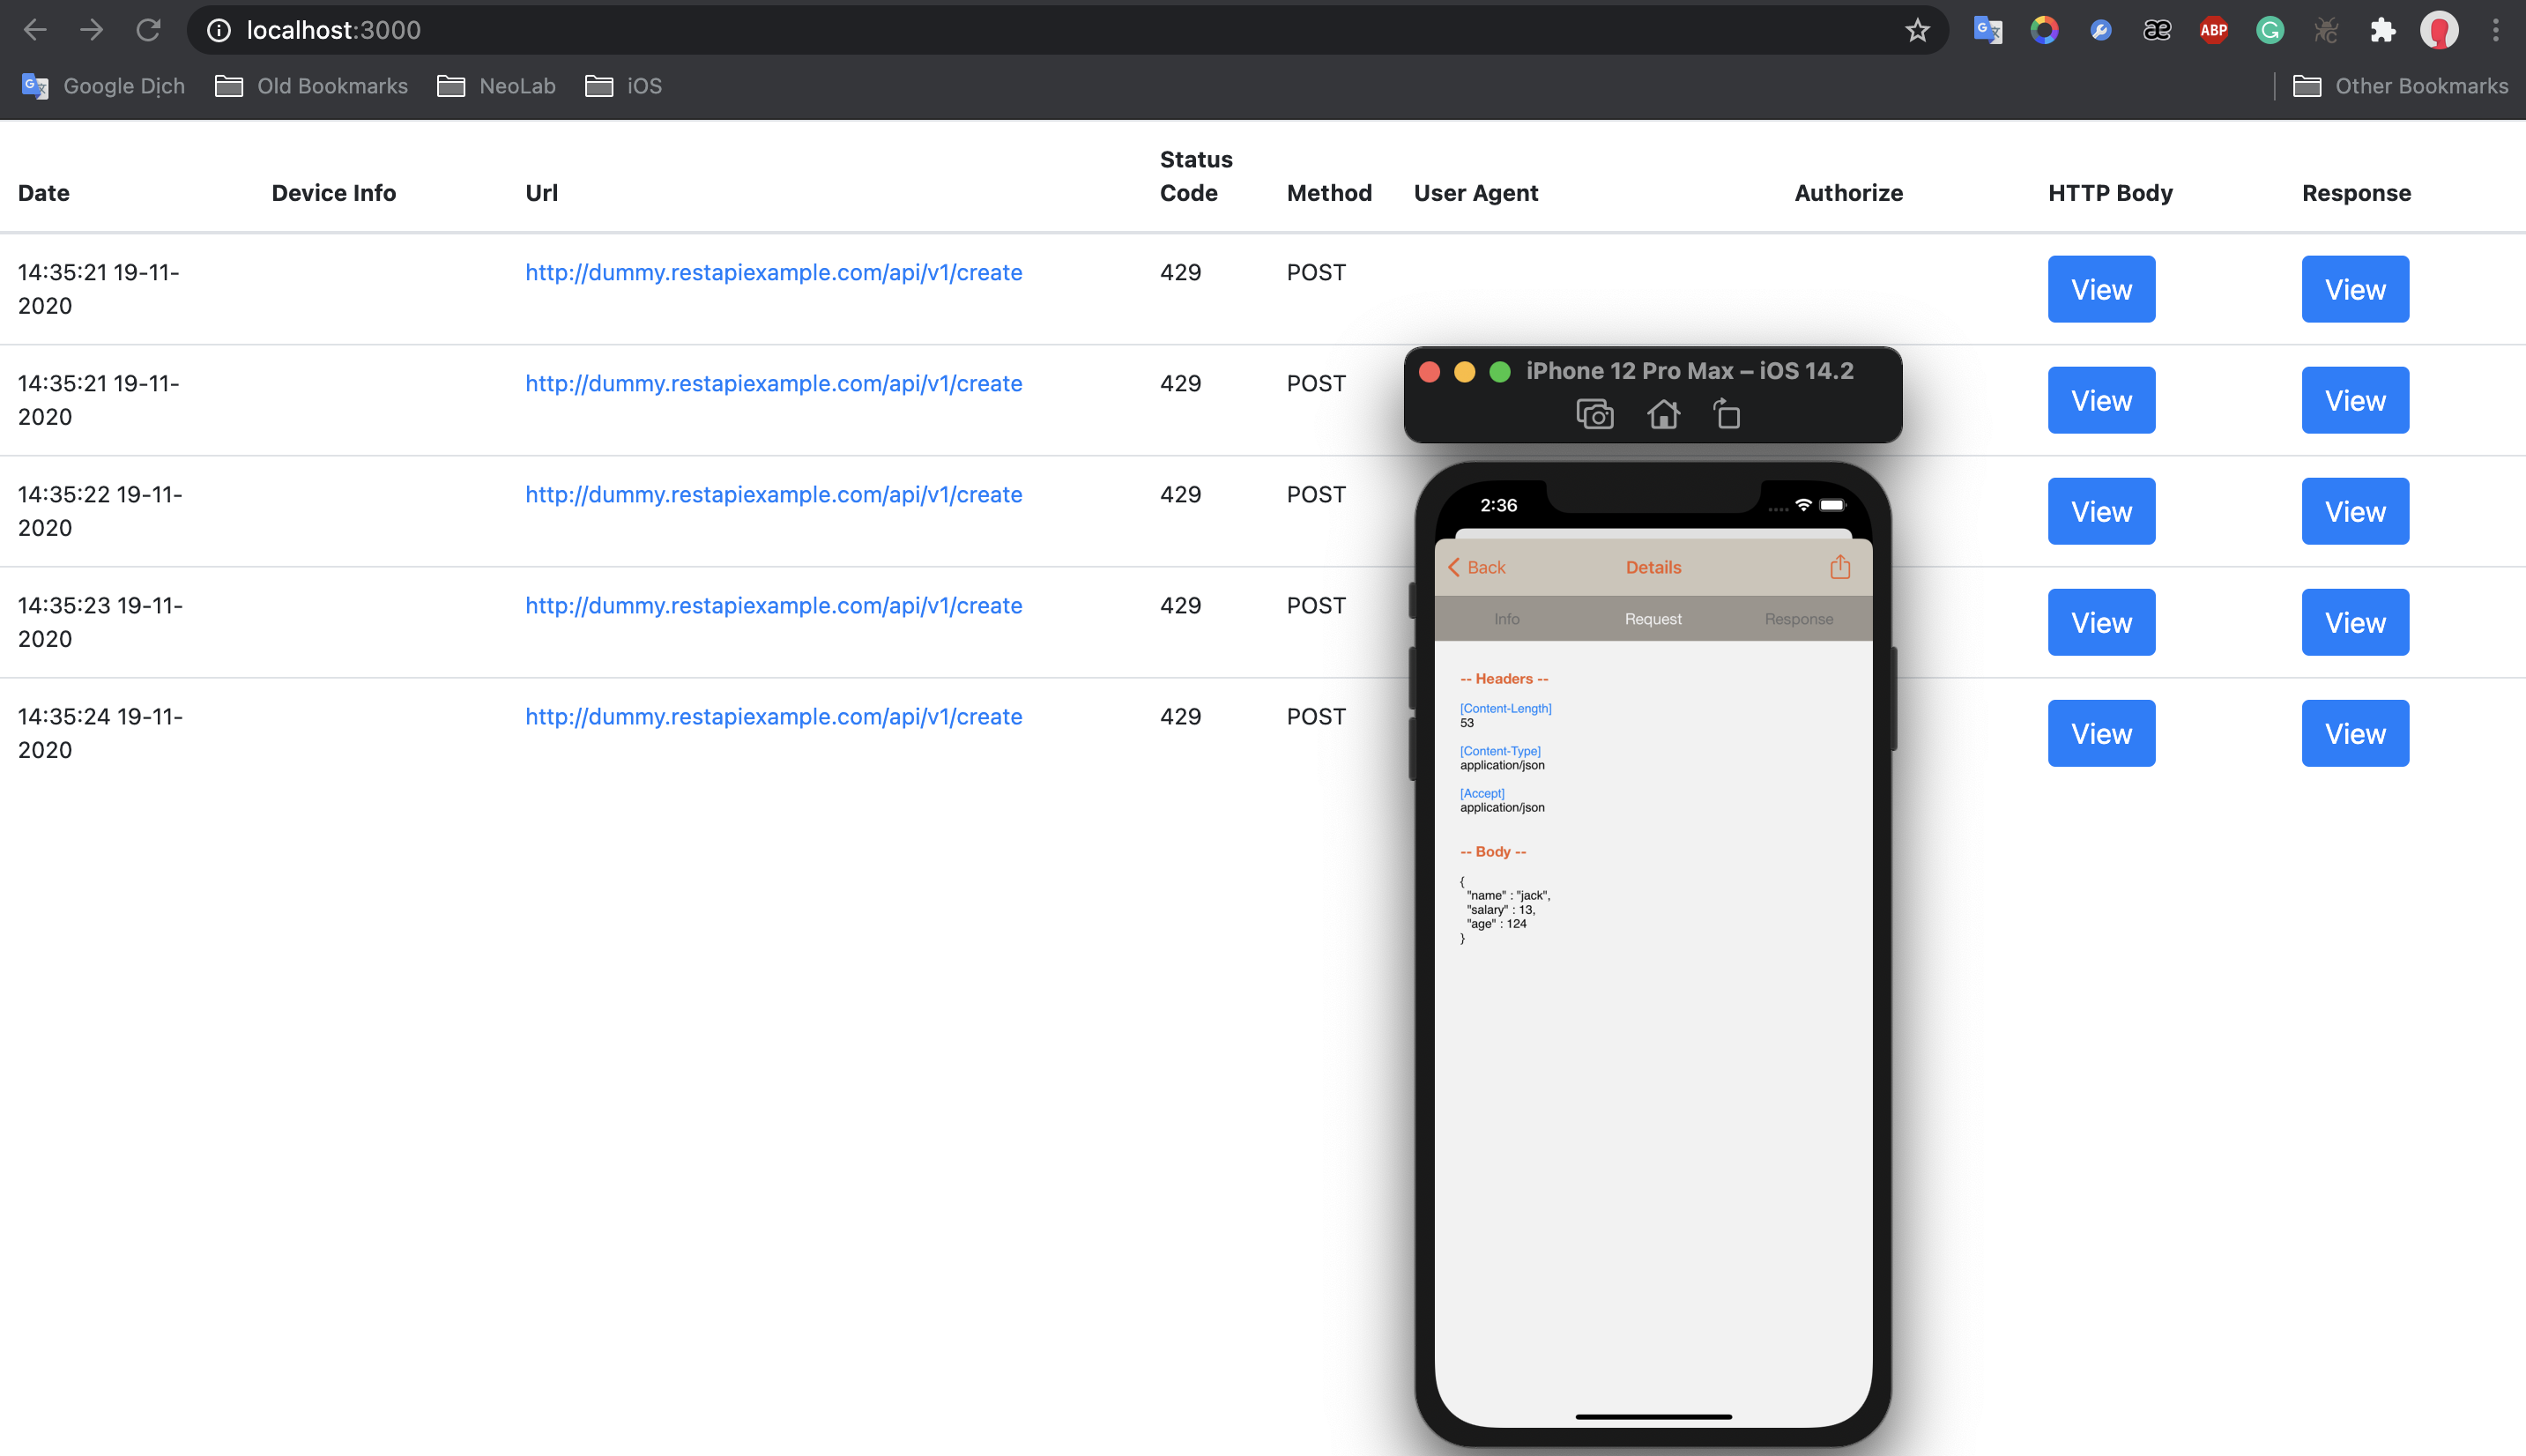 localhost:3000
ABP
Google Dịch
Old Bookmarks
NeoLab
iOS
Other Bookmarks
Date
Device Info
Url
Status
Code
Method
User Agent
Authorize
HTTP Body
Response
14:35:21 19-11-
2020
http://dummy.restapiexample.com/api/v1/create
429
POST
View
View
14:35:21 19-11-
2020
http://dummy.restapiexample.com/api/v1/create
429
POST
View
View
14:35:22 19-11-
2020
http://dummy.restapiexample.com/api/v1/create
429
POST
View
View
14:35:23 19-11-
2020
http://dummy.restapiexample.com/api/v1/create
429
POST
View
View
14:35:24 19-11-
2020
http://dummy.restapiexample.com/api/v1/create
429
POST
View
View
iPhone 12 Pro Max – iOS 14.2
2:36
Back
Details
Info
Request
Response
-- Headers --
[Content-Length]
53
[Content-Type]
application/json
[Accept]
application/json
-- Body --
{
"name" : "jack",
"salary" : 13,
"age" : 124
}